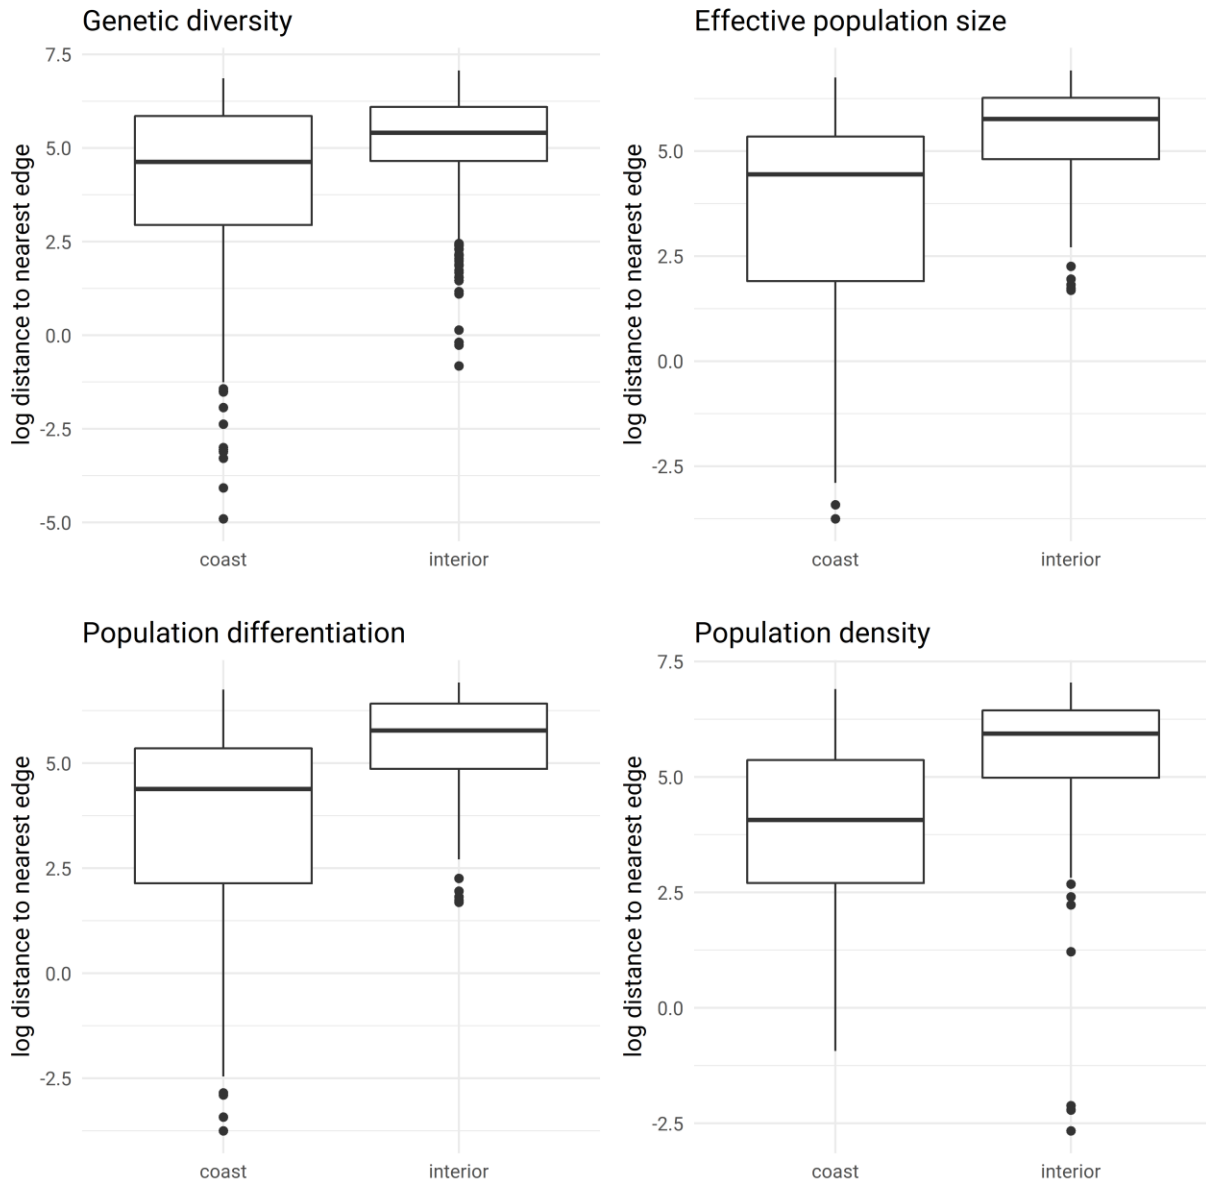 Genetic diversity
log distance to nearest edge
7.5
5.0
2.5
0.0
-2.5
-5.0
coast interior
Effective population size
log distance to nearest edge
5.0
2.5
0.0
-2.5
coast interior
Population differentiation
log distance to nearest edge
5.0
2.5
0.0
-2.5
coast interior
Population density
log distance to nearest edge
7.5
5.0
2.5
0.0
-2.5
coast interior